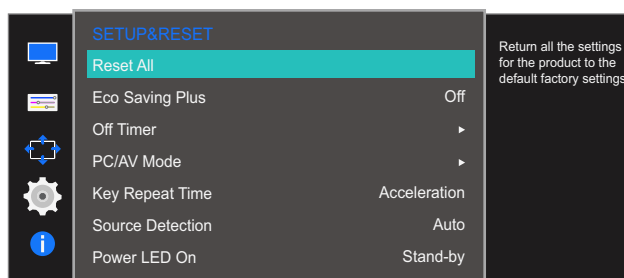 SETUP&RESET
Reset All
Eco Saving Plus Off
Off Timer
PC/AV Mode
Key Repeat Time Acceleration
Source Detection Auto
Power LED On Stand-by
Return all the settings
for the product to the
default factory settings